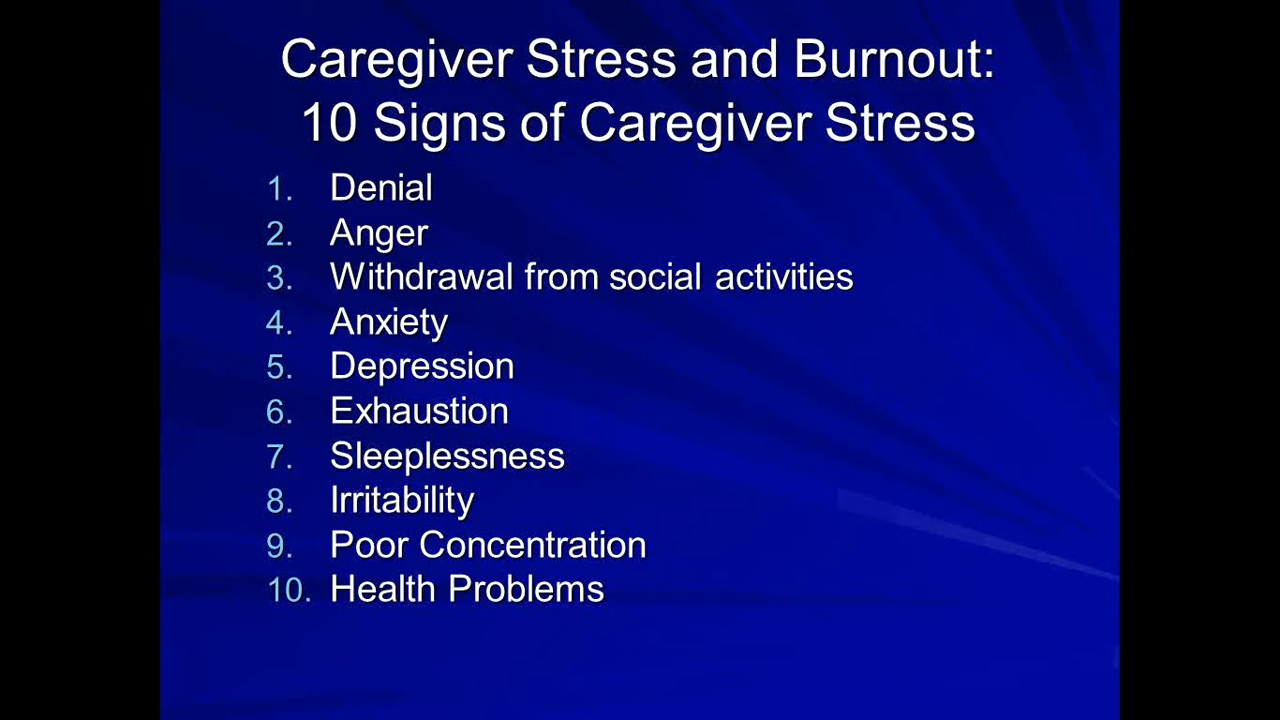 Caregiver Stress and Burnout:
10 Signs of Caregiver Stress
1. Denial
2. Anger
3. Withdrawal from social activities
4. Anxiety
5. Depression
6. Exhaustion
7. Sleeplessness
8. Irritability
9. Poor Concentration
10. Health Problems